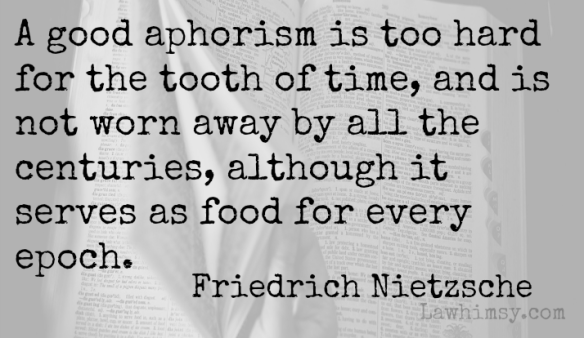 A good aphorism is too hard
for the tooth of time, and is
not worn away by all the
centuries, although it
serves as food for every
epoch.
Friedrich Nietzsche
Lawhimsy.com